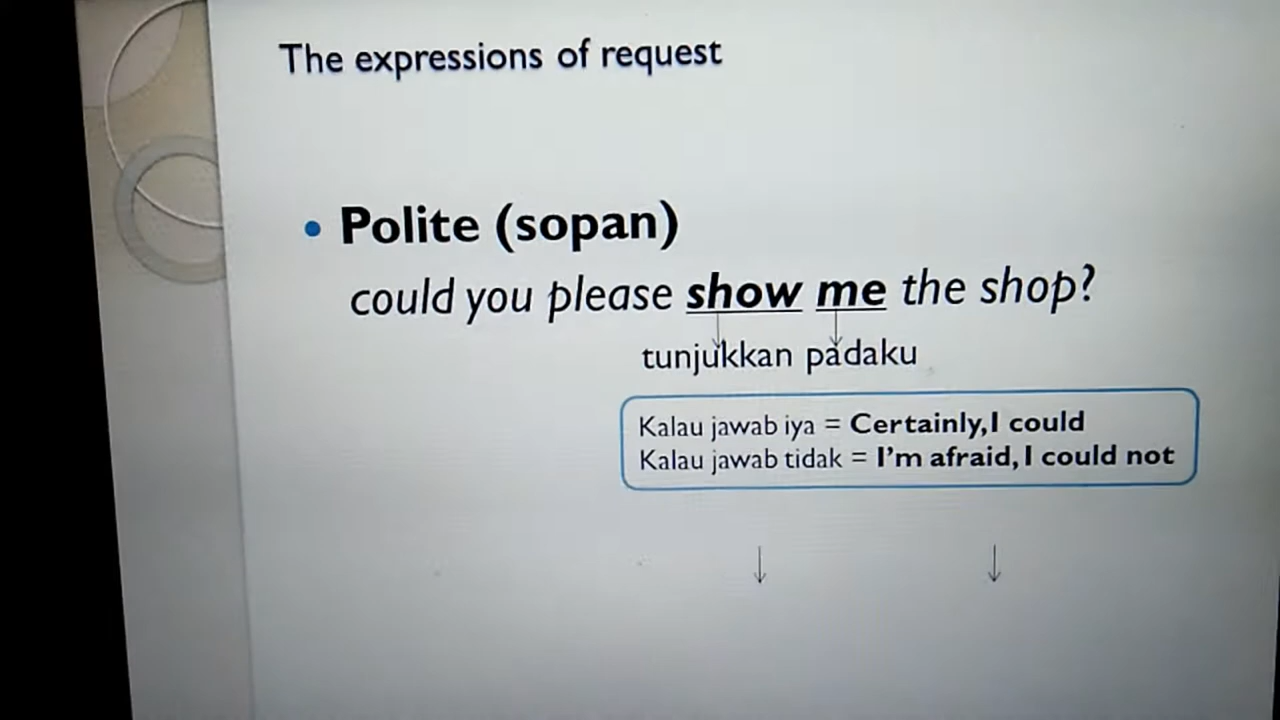 The expressions of request
• Polite (sopan)
could you please show me the shop?
tunjukkan padaku
Kalau jawab iya = Certainly,I could
Kalau jawab tidak = I'm afraid, I could not